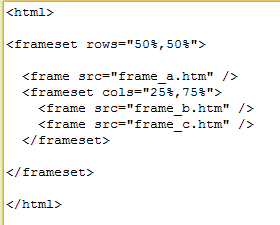 <html>
<frameset rows="50%,50%">
<frame src="frame_a.htm" />
<frameset cols="25%,75%">
<frame src="frame_b.htm" />
<frame src="frame_c.htm" />
</frameset>
</frameset>
</html>